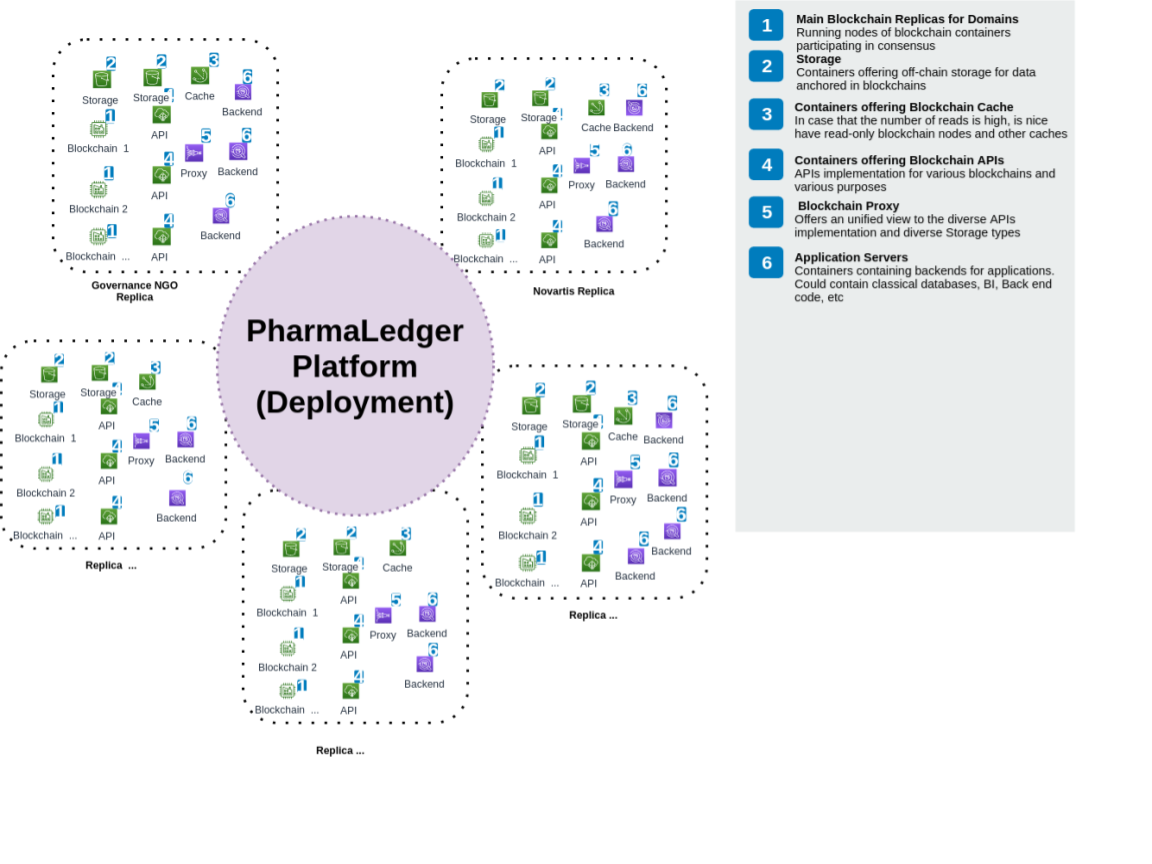 2 2 3 6
Storage Storage Cache Backend
1 API
Blockchain 1
5 6
4 Proxy Backend
1 API
Blockchain 2
6
Backend
4
1
Blockchain ... API
Governance NGO
Replica
2 2 3 6
Storage Storage Cache Backend
1 API
Blockchain 1
5 6
4 Proxy Backend
1 API
Blockchain 2
6
Backend
4
1
Blockchain ... API
Novartis Replica
PharmaLedger
Platform
(Deployment)
2 2 3
Storage Storage Cache
1 API
Blockchain 1
5 6
4 Proxy Backend
1 API
Blockchain 2
6
Backend
4
1
Blockchain ... API
Replica ...
2 2 3 6
Storage Storage Cache Backend
1 API
Blockchain 1
5 6
4 Proxy Backend
1 API
Blockchain 2
6
Backend
6
Backend
4
1
Blockchain ... API
Replica ...
2 2 3
Storage Storage Cache
4
1 API
Blockchain 1
5 6
4 Proxy Backend
1 API
Blockchain 2
6
Backend
4
1
Blockchain ... API
Replica ...
1 Main Blockchain Replicas for Domains
Running nodes of blockchain containers
participating in consensus
2 Storage
Containers offering off-chain storage for data
anchored in blockchains
3 Containers offering Blockchain Cache
In case that the number of reads is high, is nice
have read-only blockchain nodes and other caches
4 Containers offering Blockchain APIs
APIs implementation for various blockchains and
various purposes
5 Blockchain Proxy
Offers an unified view to the diverse APIs
implementation and diverse Storage types
6 Application Servers
Containers containing backends for applications.
Could contain classical databases, BI, Back end
code, etc